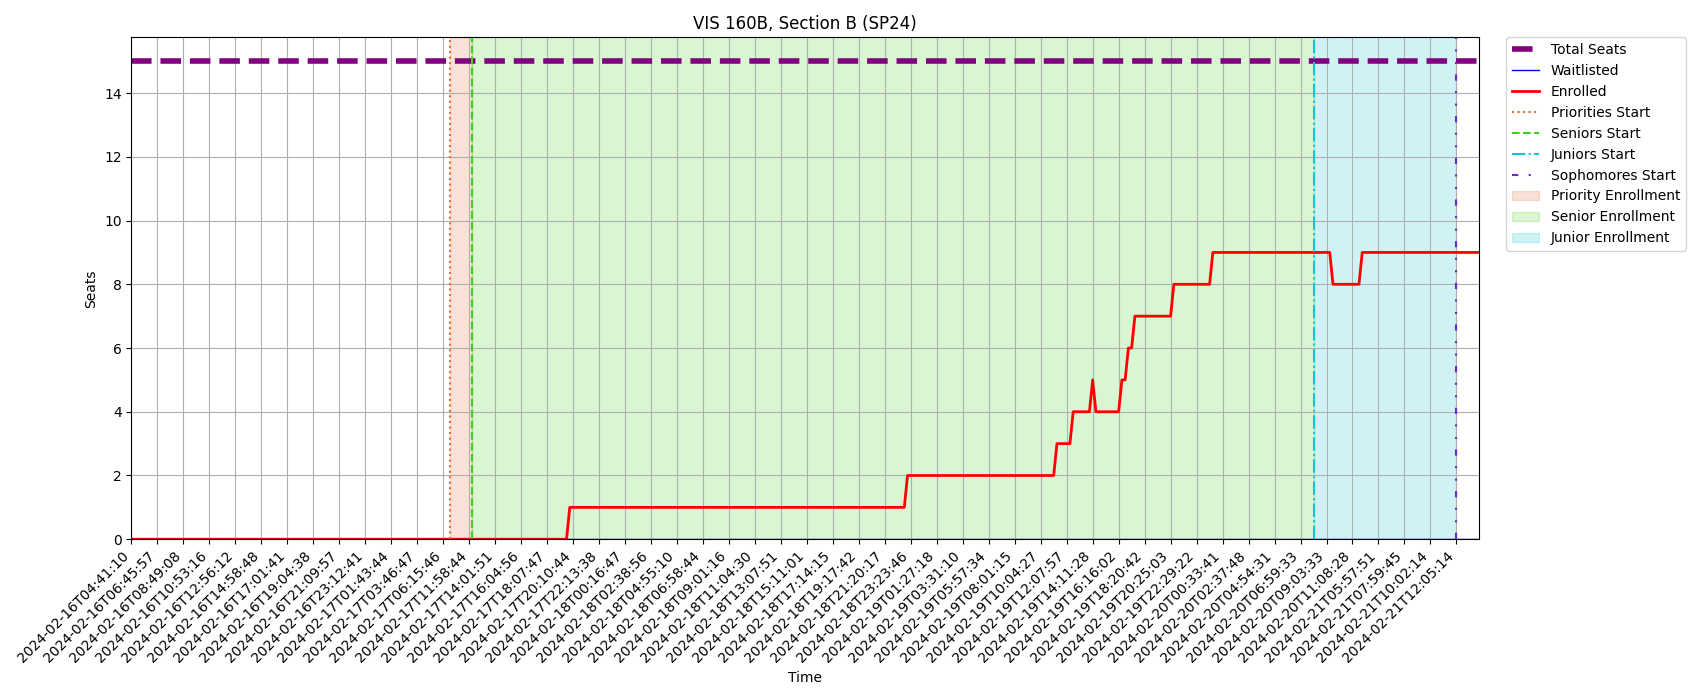 VIS 160B, Section B (SP24)
Total Seats
Waitlisted
Enrolled
Priorities Start
Seniors Start
Juniors Start
Sophomores Start
Priority Enrollment
Senior Enrollment
Junior Enrollment
Seats
14
12
10
8
6
4
2
0
2024-02-16T04:41:10
2024-02-16T06:45:57
2024-02-16T08:49:08
2024-02-16T10:53:16
2024-02-16T12:56:12
2024-02-16T14:58:48
2024-02-16T17:01:41
2024-02-16T19:04:38
2024-02-16T21:09:57
2024-02-16T23:12:41
2024-02-17T01:43:44
2024-02-17T03:46:47
2024-02-17T06:15:46
2024-02-17T11:58:44
2024-02-17T14:01:51
2024-02-17T16:04:56
2024-02-17T18:07:47
2024-02-17T20:10:44
2024-02-17T22:13:38
2024-02-18T00:16:47
2024-02-18T02:38:56
2024-02-18T04:55:10
2024-02-18T06:58:44
2024-02-18T09:01:16
2024-02-18T11:04:30
2024-02-18T13:07:51
2024-02-18T15:11:01
2024-02-18T17:14:15
2024-02-18T19:17:42
2024-02-18T21:20:17
2024-02-18T23:23:46
2024-02-19T01:27:18
2024-02-19T03:31:10
2024-02-19T05:57:34
2024-02-19T08:01:15
2024-02-19T10:04:27
2024-02-19T12:07:57
2024-02-19T14:11:28
2024-02-19T16:16:02
2024-02-19T18:20:42
2024-02-19T20:25:03
2024-02-19T22:29:22
2024-02-20T00:33:41
2024-02-20T02:37:48
2024-02-20T04:54:31
2024-02-20T06:59:33
2024-02-20T09:03:33
2024-02-20T11:08:28
2024-02-21T05:57:51
2024-02-21T07:59:45
2024-02-21T10:02:14
2024-02-21T12:05:14
Time